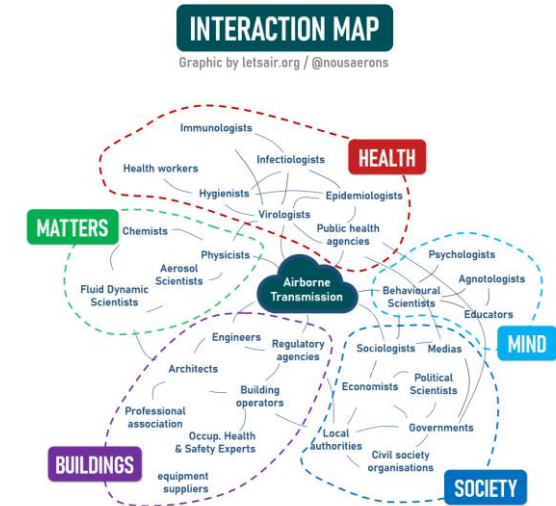 INTERACTION MAP
Graphic by letsair.org / @nousaerons
Immunologists
Infectiologists
HEALTH
Health workers
Hygienists
Epidemiologists
Virologists
Public health
agencies
MATTERS
Chemists
Physicists
Aerosol
Scientists
Fluid Dynamic
Scientists
Airborne
Transmission
Psychologists
Agnotologists
Behavioural
Scientists
Educators
MIND
Engineers
Regulatory
agencies
Architects
Building
operators
Professional
association
Occup. Health
& Safety Experts
equipment
suppliers
BUILDINGS
Sociologists
Medias
Economists
Political
Scientists
Local
authorities
Governments
Civil society
organisations
SOCIETY